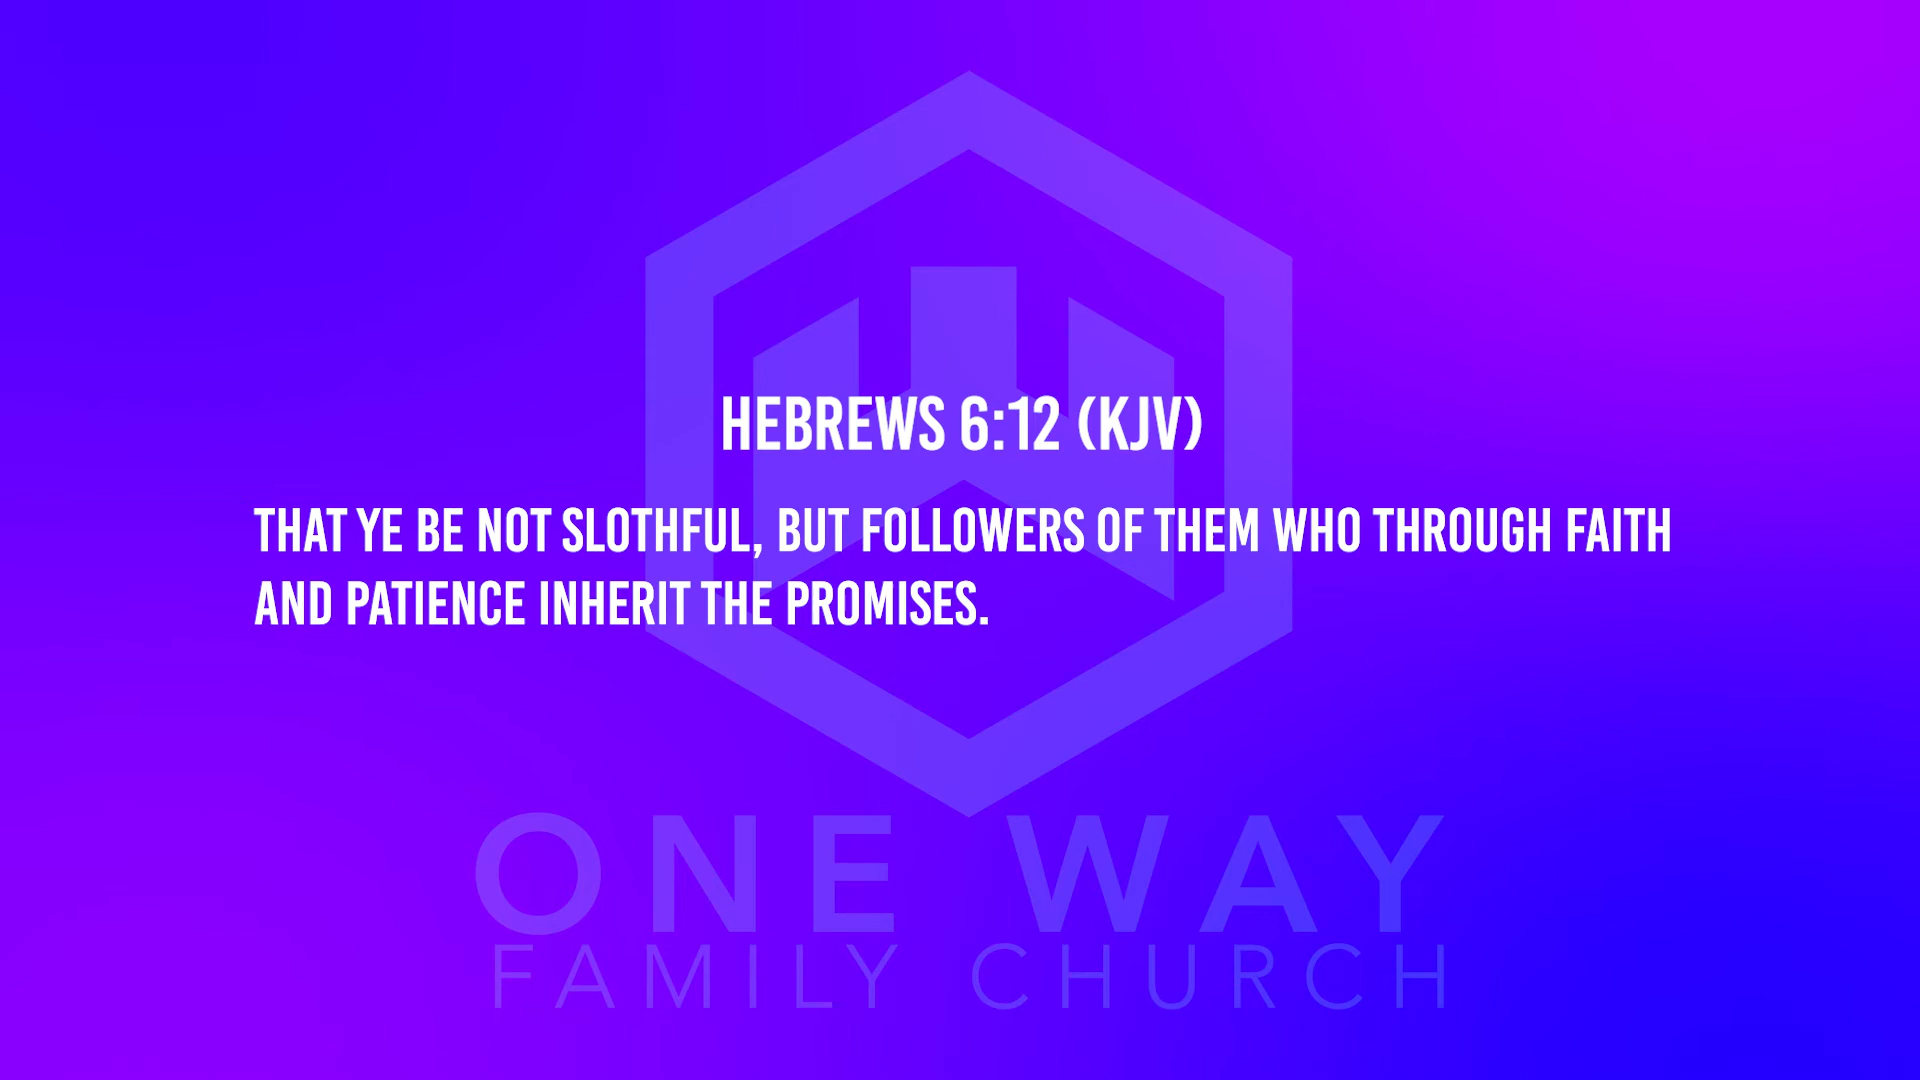 HEBREWS 6:12 (KJV)
THAT YE BE NOT SLOTHFUL, BUT FOLLOWERS OF THEM WHO THROUGH FAITH
AND PATIENCE INHERIT THE PROMISES.
ONE WAY
FAMILY CHURCH